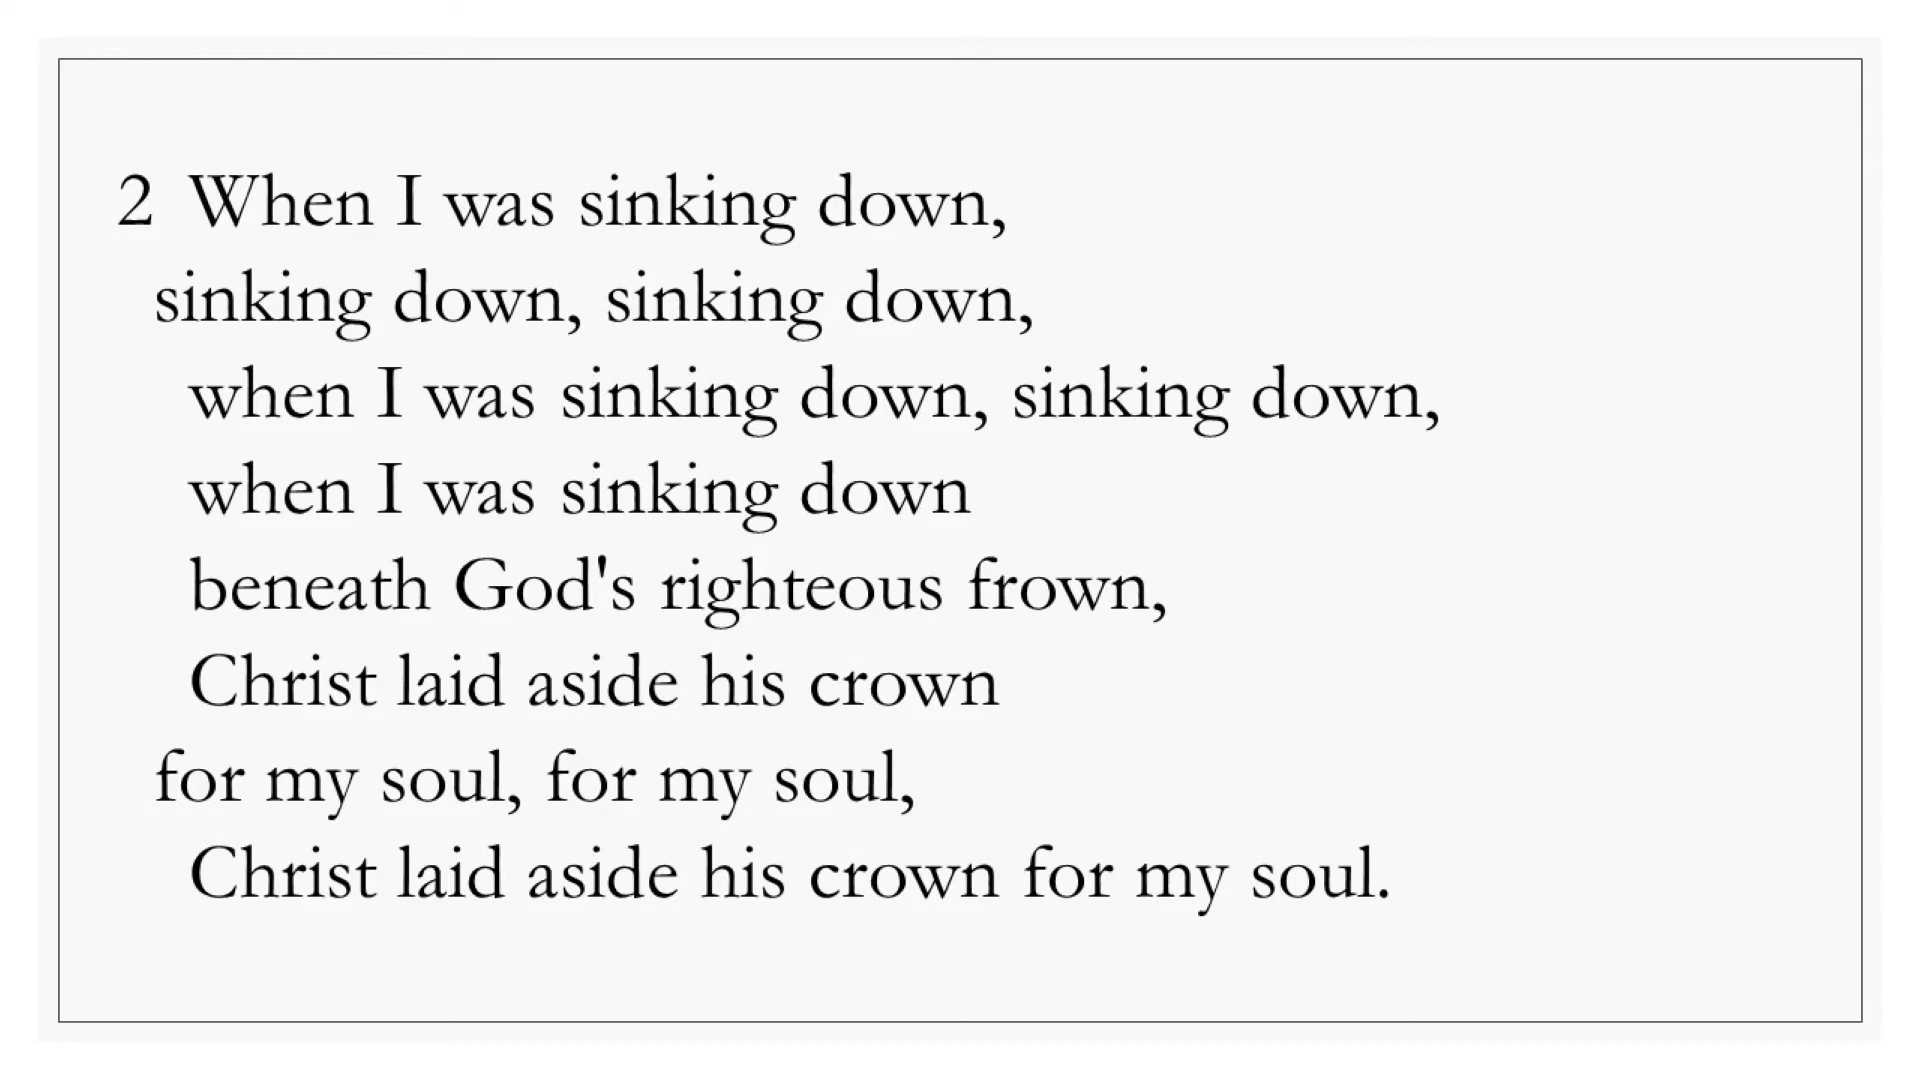 2 When I was sinking down,
sinking down, sinking down,
when I was sinking down, sinking down,
when I was sinking down
beneath God's righteous frown,
Christ laid aside his crown
for my soul, for my soul,
Christ laid aside his crown for my soul.